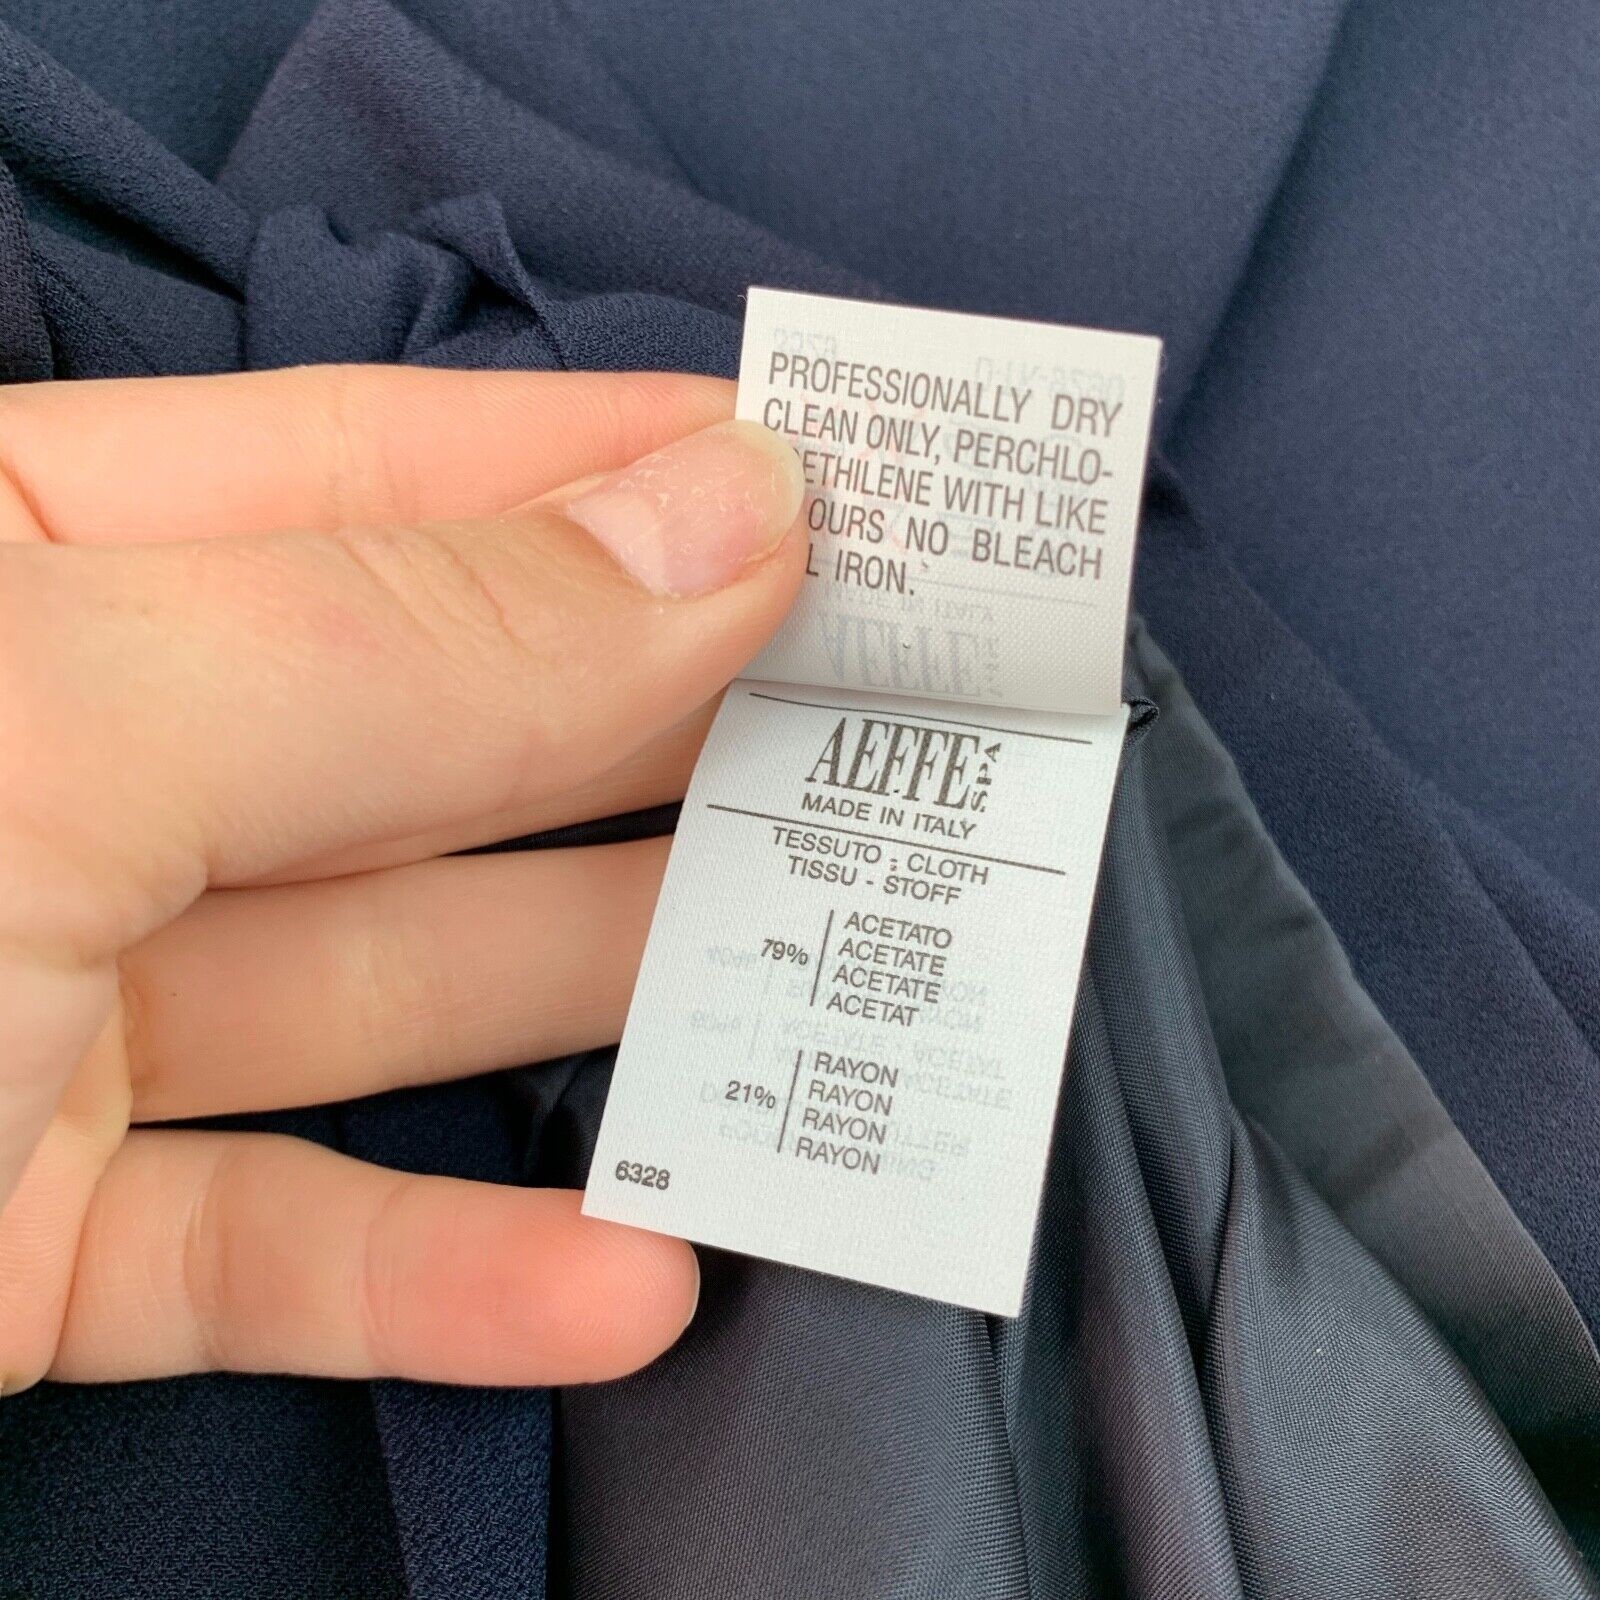 PROFESSIONALLY DRY
CLEAN ONLY, PERCHLO-
ETHILENE WITH LIKE
OURS NO BLEACH
L IRON.
AEFFE S.P.A
MADE IN ITALY
TESSUTO - CLOTH
TISSU - STOFF
79%
ACETATO
ACETATE
ACETATE
ACETAT
21%
RAYON
RAYON
RAYON
RAYON
6328